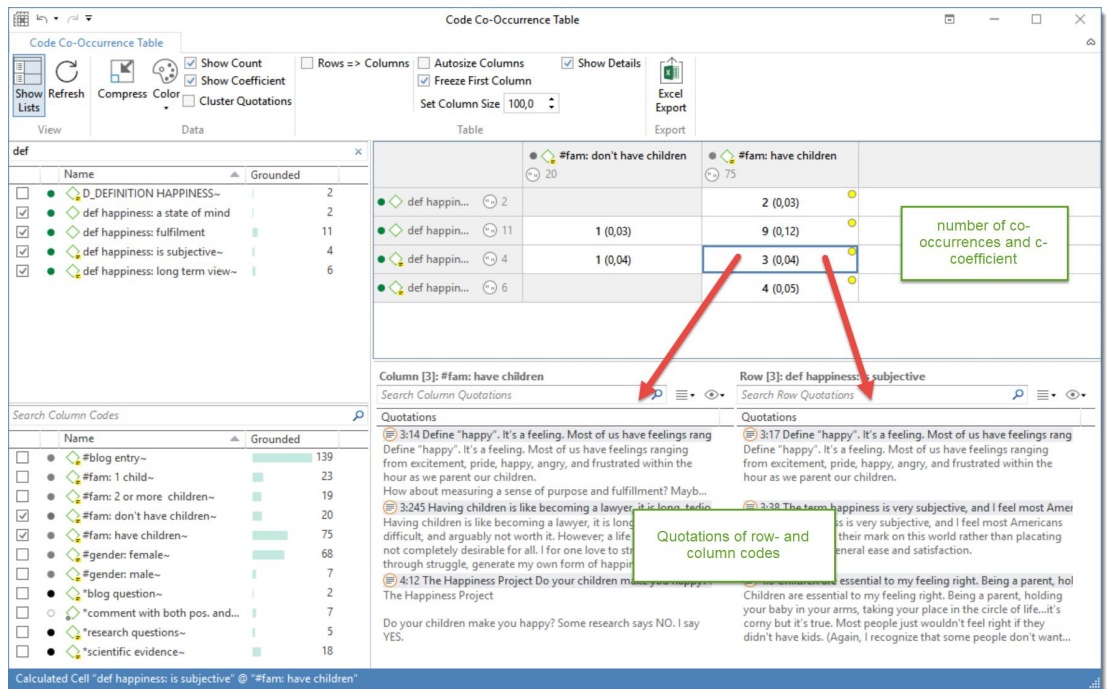 Code Co-Occurrence Table
Code Co-Occurrence Table
Show Lists
Refresh
Compress
Color
Show Count
Show Coefficient
Cluster Quotations
Rows => Columns
Autosize Columns
Freeze First Column
Set Column Size 100,0
Show Details
Excel Export
View
Data
Table
Export
def
Name Grounded
D_DEFINITION HAPPINESS~ 2
def happiness: a state of mind 2
def happiness: fulfilment 11
def happiness: is subjective~ 4
def happiness: long term view~ 6
#fam: don't have children
20
#fam: have children
75
def happin... 2 2 (0,03)
def happin... 11 1 (0,03) 9 (0,12)
def happin... 4 1 (0,04) 3 (0,04)
def happin... 6 4 (0,05)
number of co-
occurrences and c-
coefficient
Search Column Codes
Name Grounded
#blog entry~ 139
#fam: 1 child~ 23
#fam: 2 or more children~ 19
#fam: don't have children~ 20
#fam: have children~ 75
#gender: female~ 68
#gender: male~ 7
*blog question~ 2
*comment with both pos. and... 7
*research questions~ 5
*scientific evidence~ 18
Column [3]: #fam: have children
Search Column Quotations
Quotations
3:14 Define "happy". It's a feeling. Most of us have feelings rang
Define "happy". It's a feeling. Most of us have feelings ranging
from excitement, pride, happy, angry, and frustrated within the
hour as we parent our children.
How about measuring a sense of purpose and fulfillment? Mayb...
3:245 Having children is like becoming a lawyer, it is long, tedio
Having children is like becoming a lawyer, it is long
difficult, and arguably not worth it. However; a life
not completely desirable for all. I for one love to
through struggle, generate my own form of
4:12 The Happiness Project Do your children make you happy?
The Happiness Project
Do your children make you happy? Some research says NO. I say
YES.
Row [3]: def happiness: is subjective
Search Row Quotations
Quotations
3:17 Define "happy". It's a feeling. Most of us have feelings rang
Define "happy". It's a feeling. Most of us have feelings ranging
from excitement, pride, happy, angry, and frustrated within the
hour as we parent our children.
3:38 The term happiness is very subjective, and I feel most Amer
is very subjective, and I feel most Americans
their mark on this world rather than placating
general ease and satisfaction.
Children are essential to my feeling right. Being a parent, hol
Children are essential to my feeling right. Being a parent, holding
your baby in your arms, taking your place in the circle of life...it's
corny but it's true. Most people just wouldn't feel right if they
didn't have kids. (Again, I recognize that some people don't want...
Quotations of row- and
column codes
Calculated Cell "def happiness: is subjective" @ "#fam: have children"